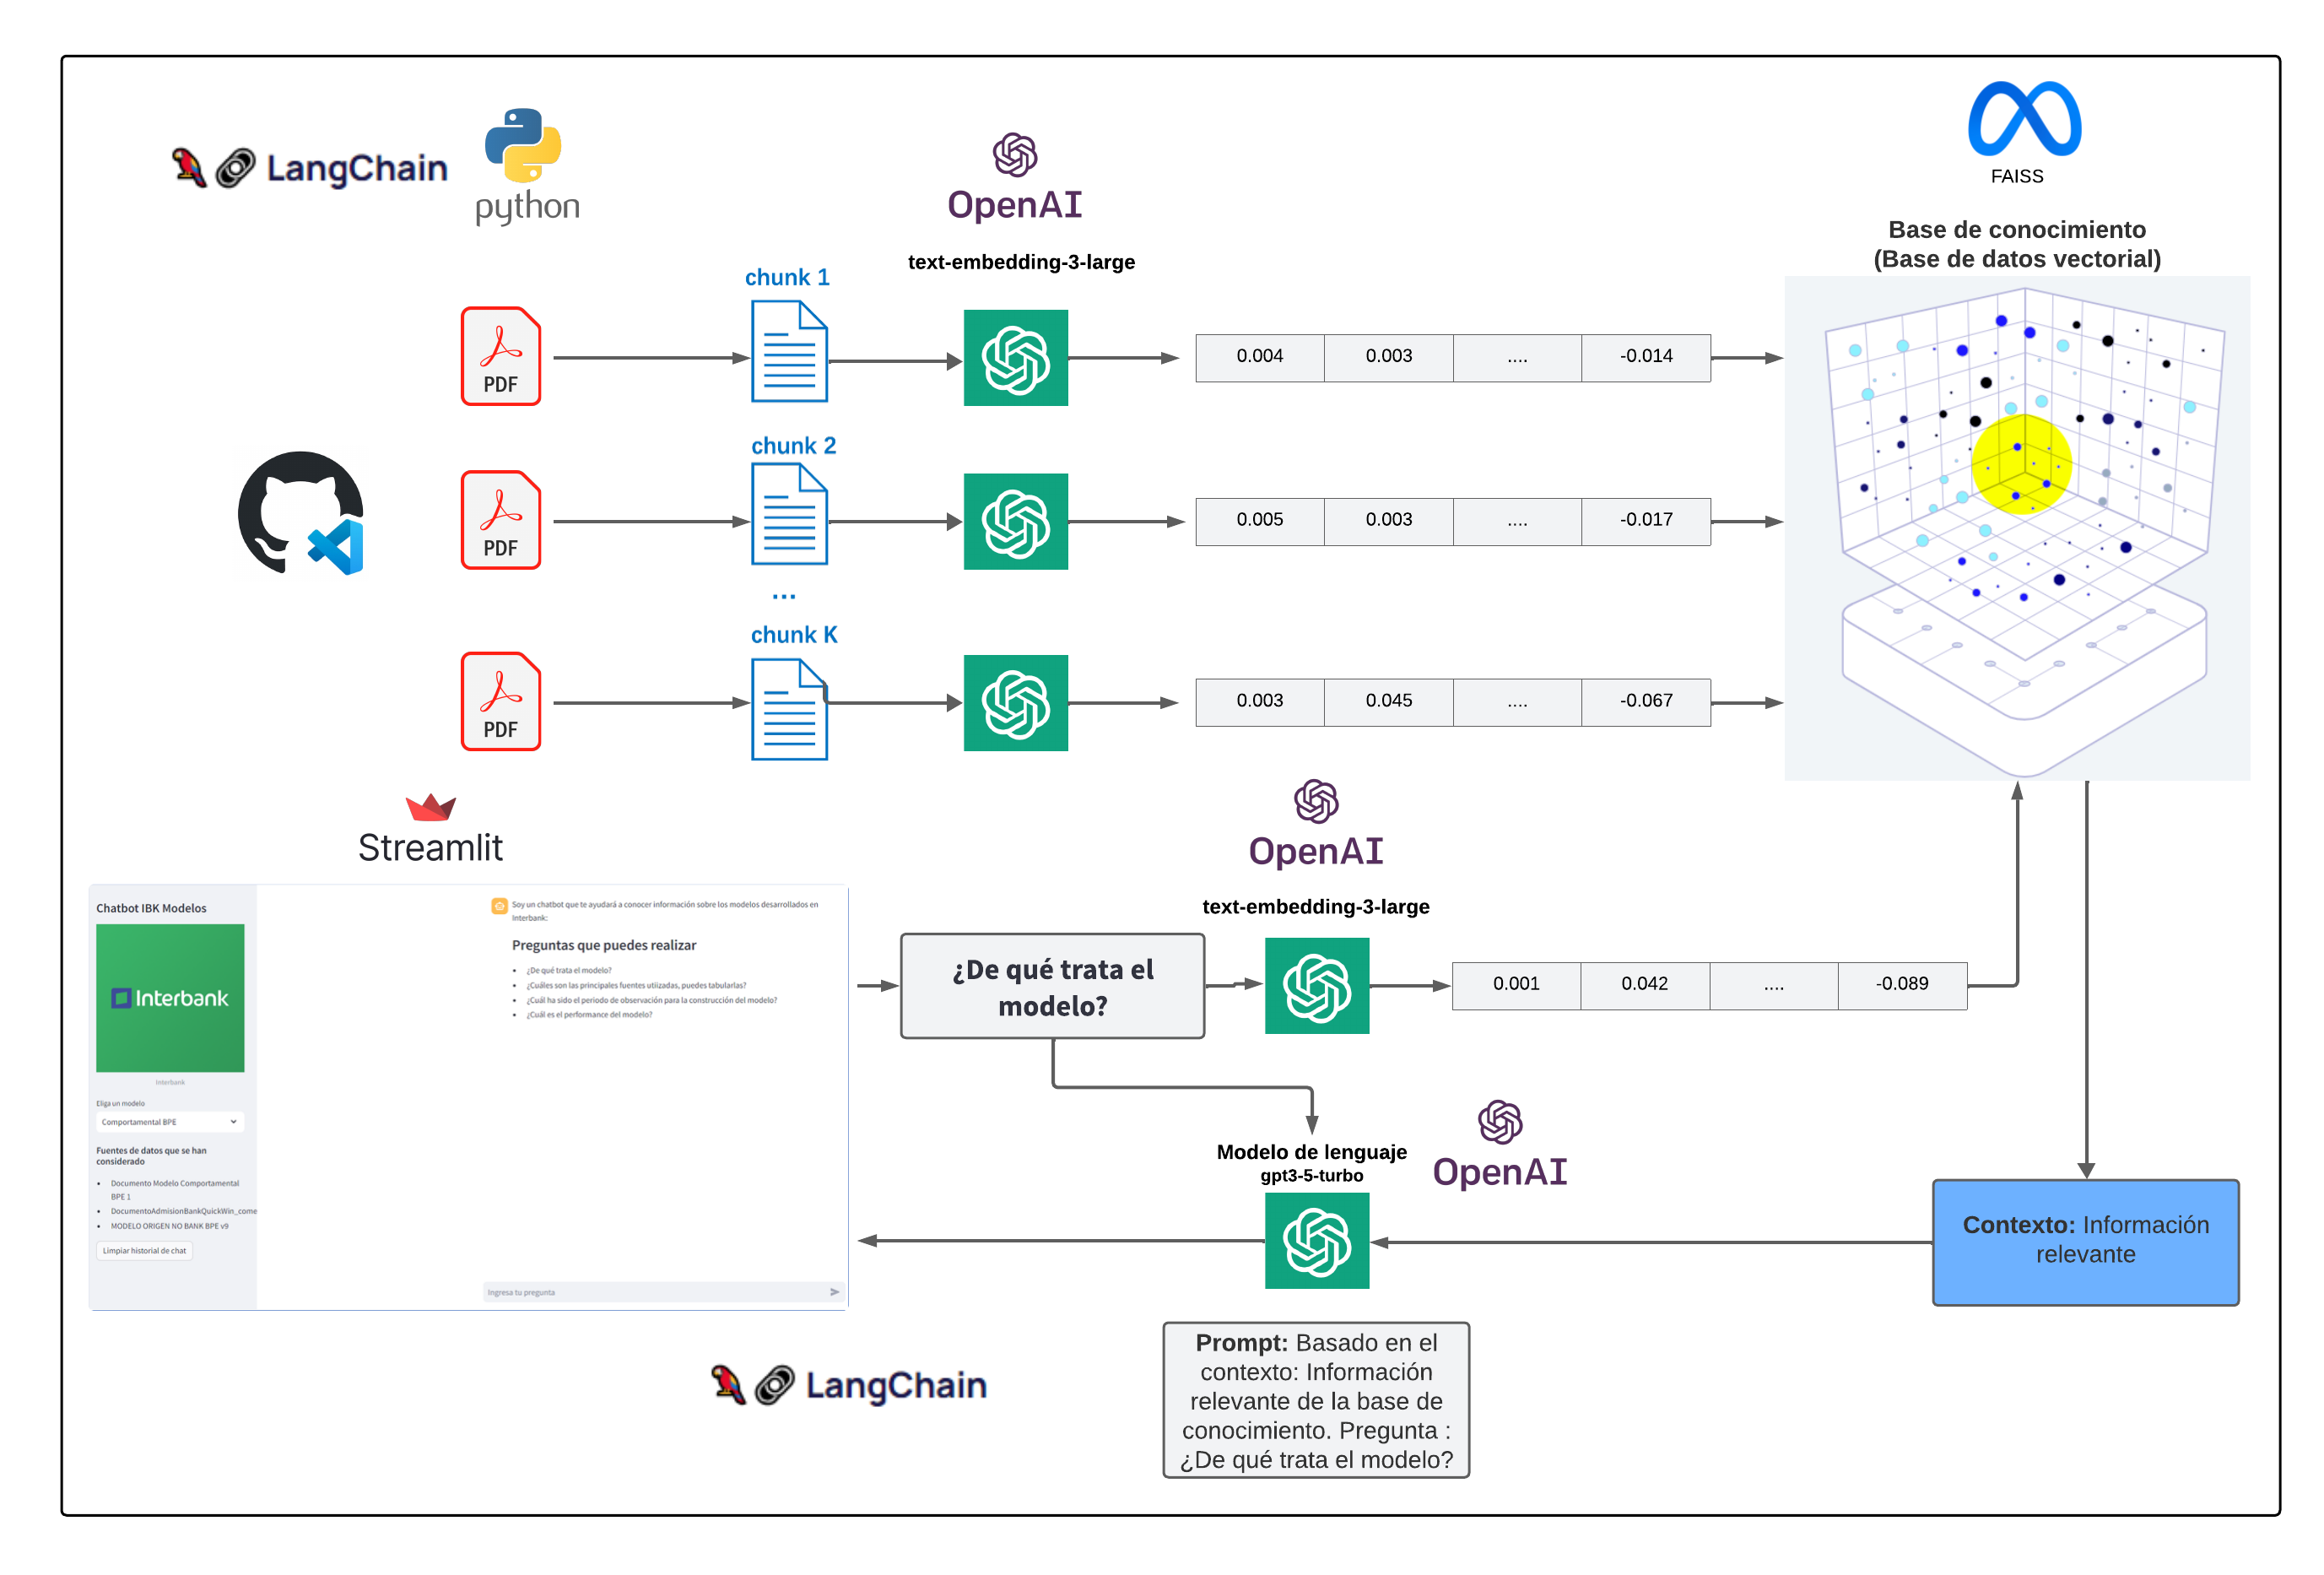 LangChain
python
OpenAI
FAISS
Base de conocimiento
(Base de datos vectorial)
text-embedding-3-large
chunk 1
PDF
0.004 0.003 .... -0.014
chunk 2
PDF
0.005 0.003 .... -0.017
...
chunk K
PDF
0.003 0.045 .... -0.067
Streamlit
OpenAI
text-embedding-3-large
Chatbot IBK Modelos
Interbank
Interbank
Eliga un modelo
Comportamental BPE
Fuentes de datos que se han
considerado
• Documento Modelo Comportamental
BPE 1
• DocumentoAdmisionBankQuickWin_come
• MODELO ORIGEN NO BANK BPE v9
Limpiar historial de chat
Soy un chatbot que te ayudará a conocer información sobre los modelos desarrollados en
Interbank:
Preguntas que puedes realizar
• ¿De qué trata el modelo?
• ¿Cuáles son las principales fuentes utiizadas, puedes tabularlas?
• ¿Cuál ha sido el periodo de observación para la construcción del modelo?
• ¿Cuál es el performance del modelo?
Ingresa tu pregunta
¿De qué trata el
modelo?
0.001 0.042 .... -0.089
Modelo de lenguaje
gpt3-5-turbo
OpenAI
Contexto: Información
relevante
Prompt: Basado en el
contexto: Información
relevante de la base de
conocimiento. Pregunta :
¿De qué trata el modelo?
LangChain